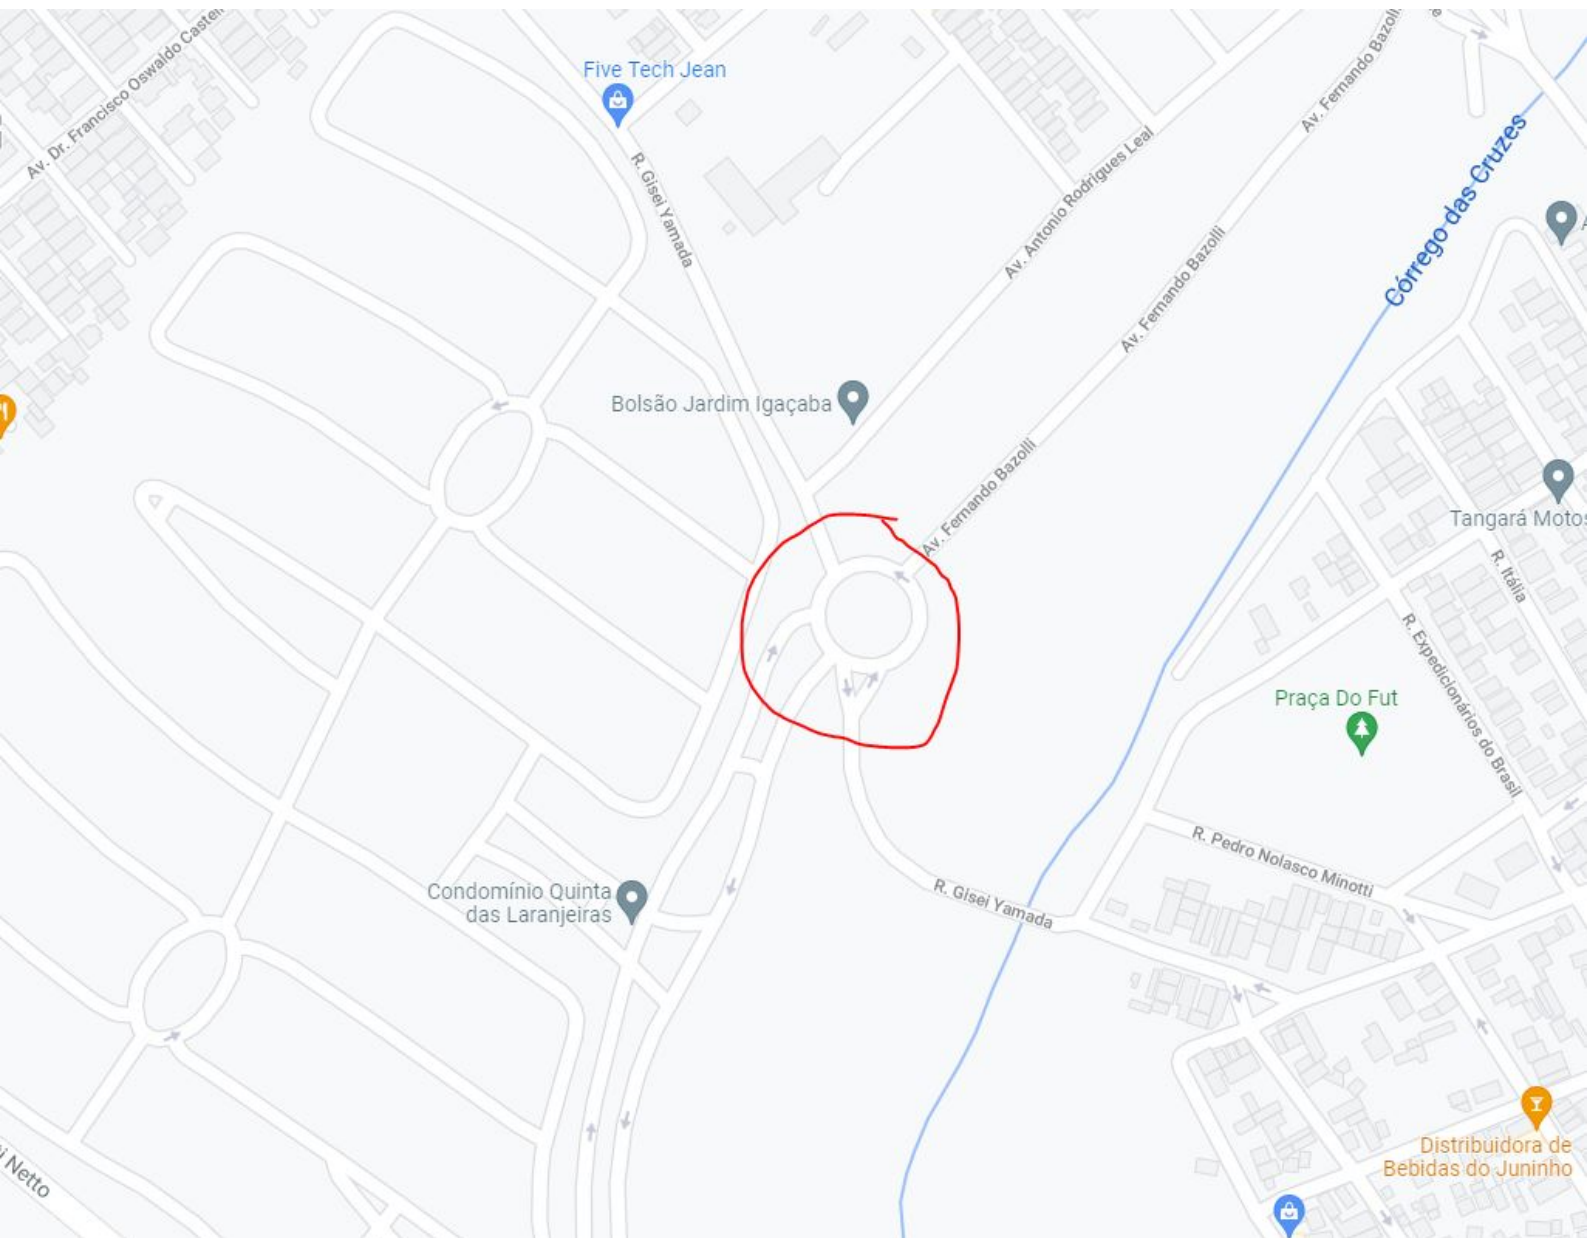 Av. Dr. Francisco Oswaldo
Five Tech Jean
R. Gisei Yamada
Av. Antonio Rodrigues Leal
Av. Fernando Bazolli
Av. Fernando Bazolli
Av. Fernando Bazolli
Córrego das Cruzes
Bolsão Jardim Igaçaba
Tangará Motos
R. Itália
R. Expedicionários do Brasil
Praça Do Fut
R. Pedro Nolasco Minotti
R. Gisei Yamada
Condomínio Quinta
das Laranjeiras
Netto
Distribuidora de
Bebidas do Juninho